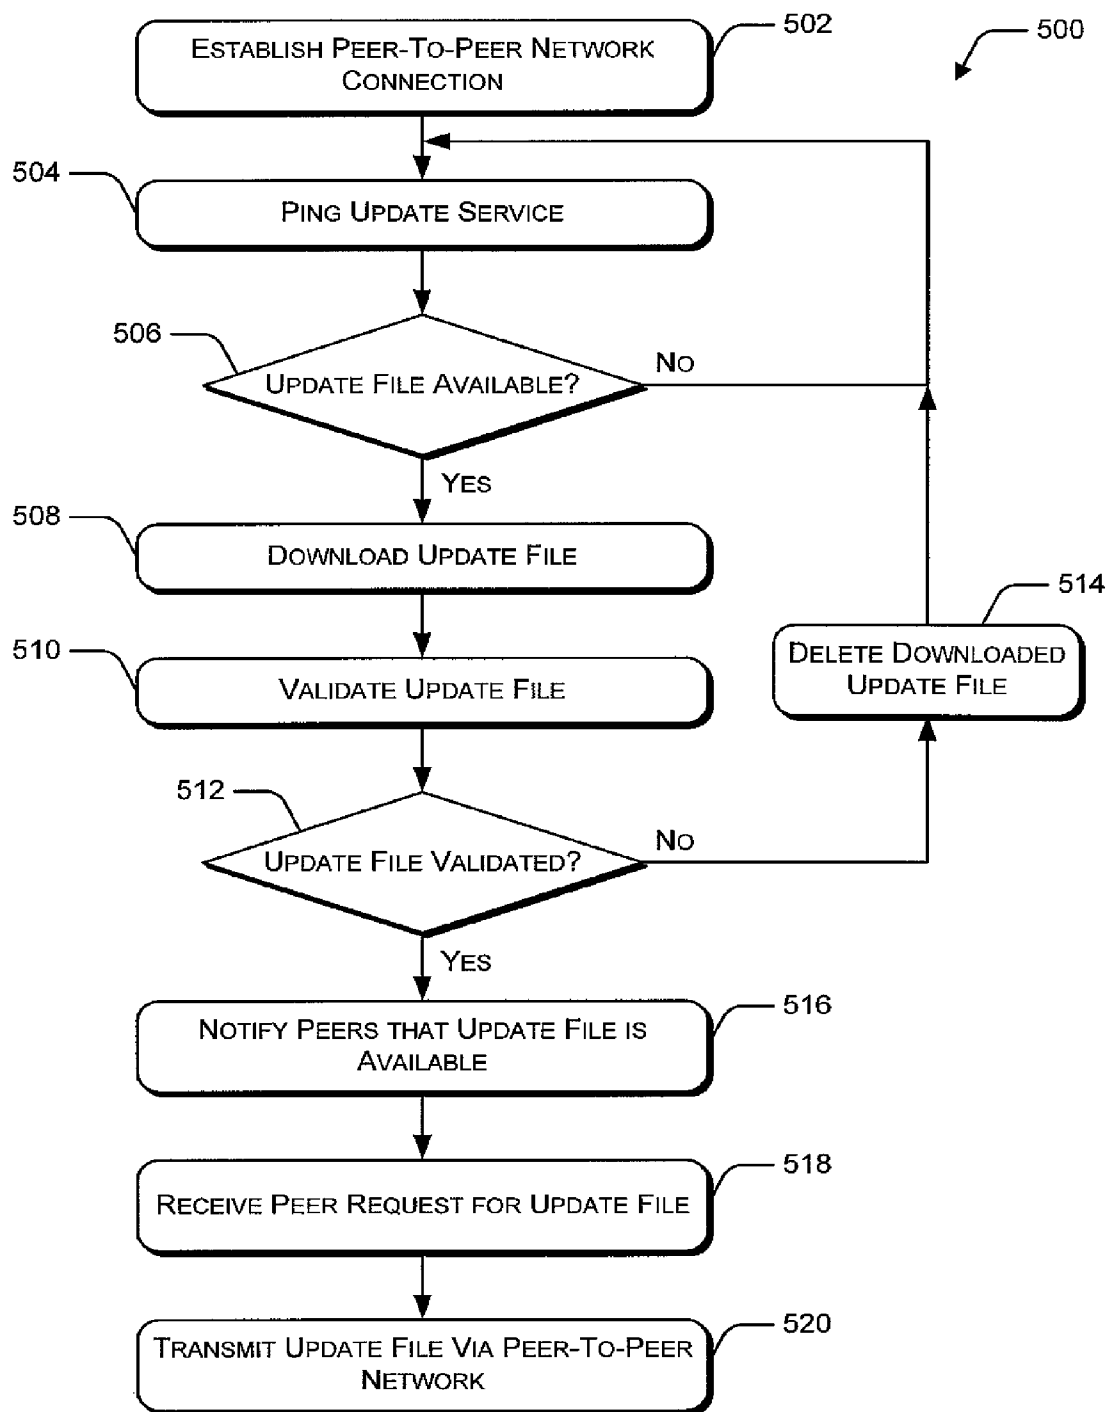 502
500
ESTABLISH PEER-TO-PEER NETWORK
CONNECTION
504
PING UPDATE SERVICE
506
UPDATE FILE AVAILABLE?
NO
YES
508
DOWNLOAD UPDATE FILE
514
510
VALIDATE UPDATE FILE
DELETE DOWNLOADED
UPDATE FILE
512
UPDATE FILE VALIDATED?
NO
YES
516
NOTIFY PEERS THAT UPDATE FILE IS
AVAILABLE
518
RECEIVE PEER REQUEST FOR UPDATE FILE
520
TRANSMIT UPDATE FILE VIA PEER-TO-PEER
NETWORK